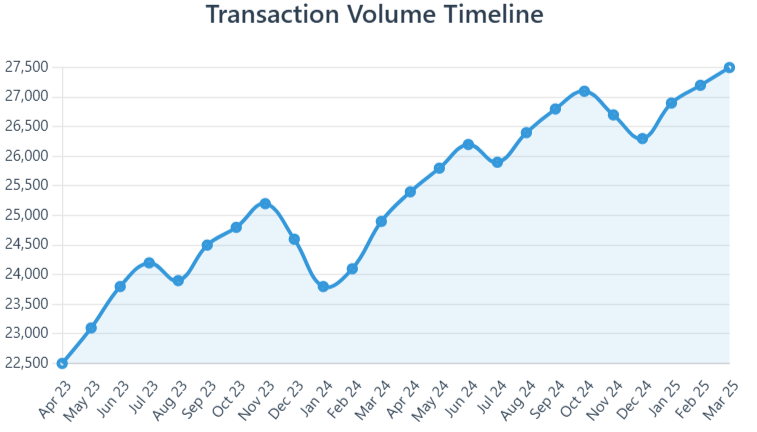 Transaction Volume Timeline
27,500
27,000
26,500
26,000
25,500
25,000
24,500
24,000
23,500
23,000
22,500
Apr 23
May 23
Jun 23
Jul 23
Aug 23
Sep 23
Oct 23
Nov 23
Dec 23
Jan 24
Feb 24
Mar 24
Apr 24
May 24
Jun 24
Jul 24
Aug 24
Sep 24
Oct 24
Nov 24
Dec 24
Jan 25
Feb 25
Mar 25